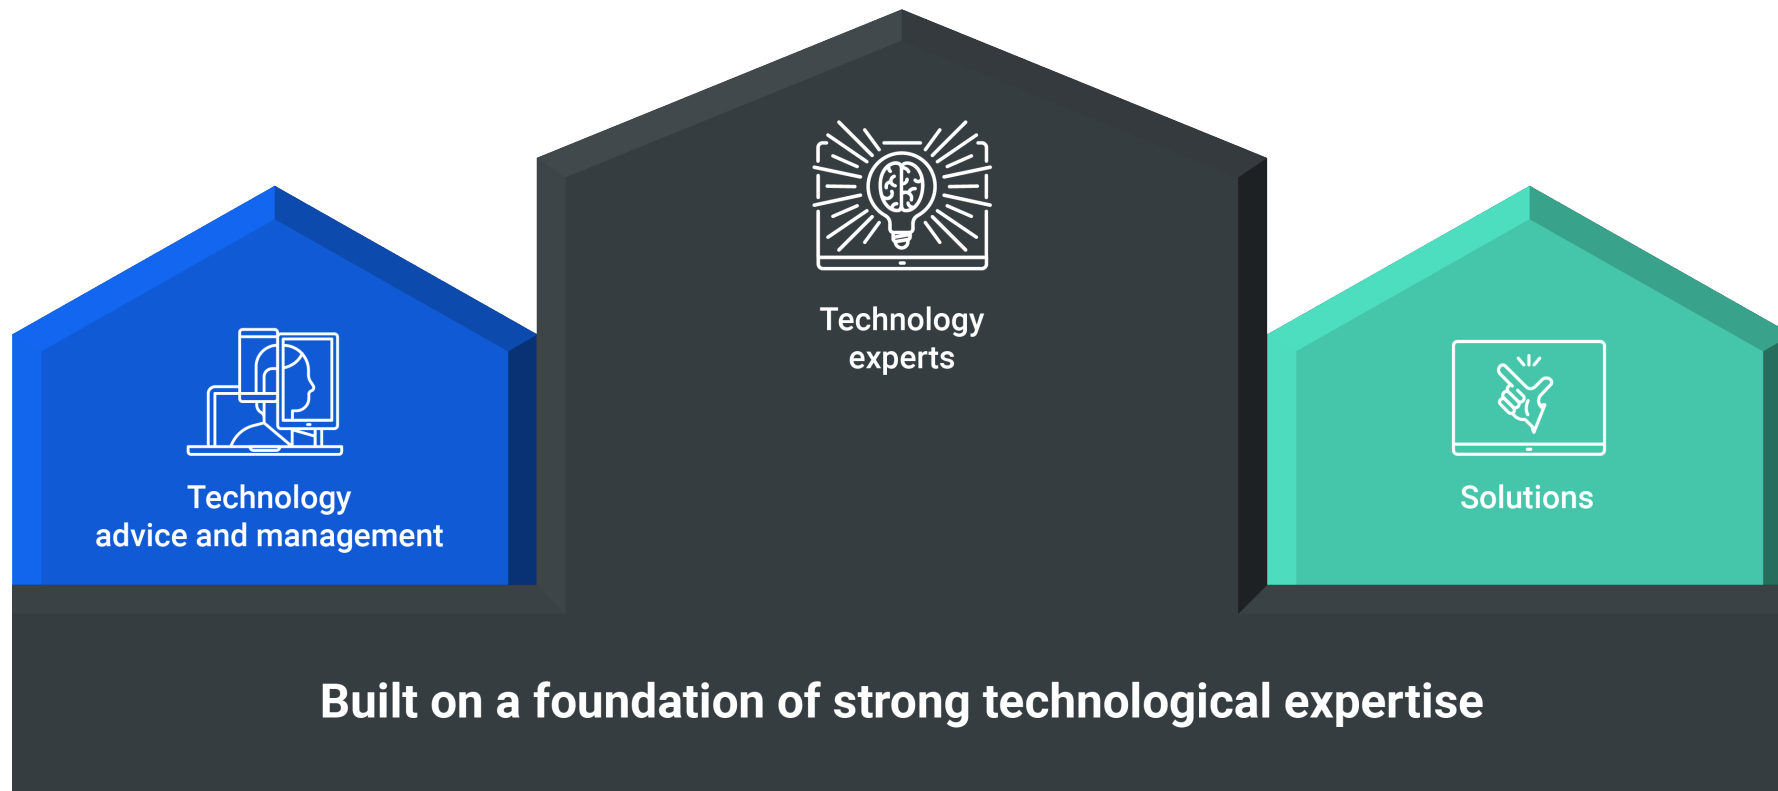 Technology
experts
Technology
advice and management
Solutions
Built on a foundation of strong technological expertise